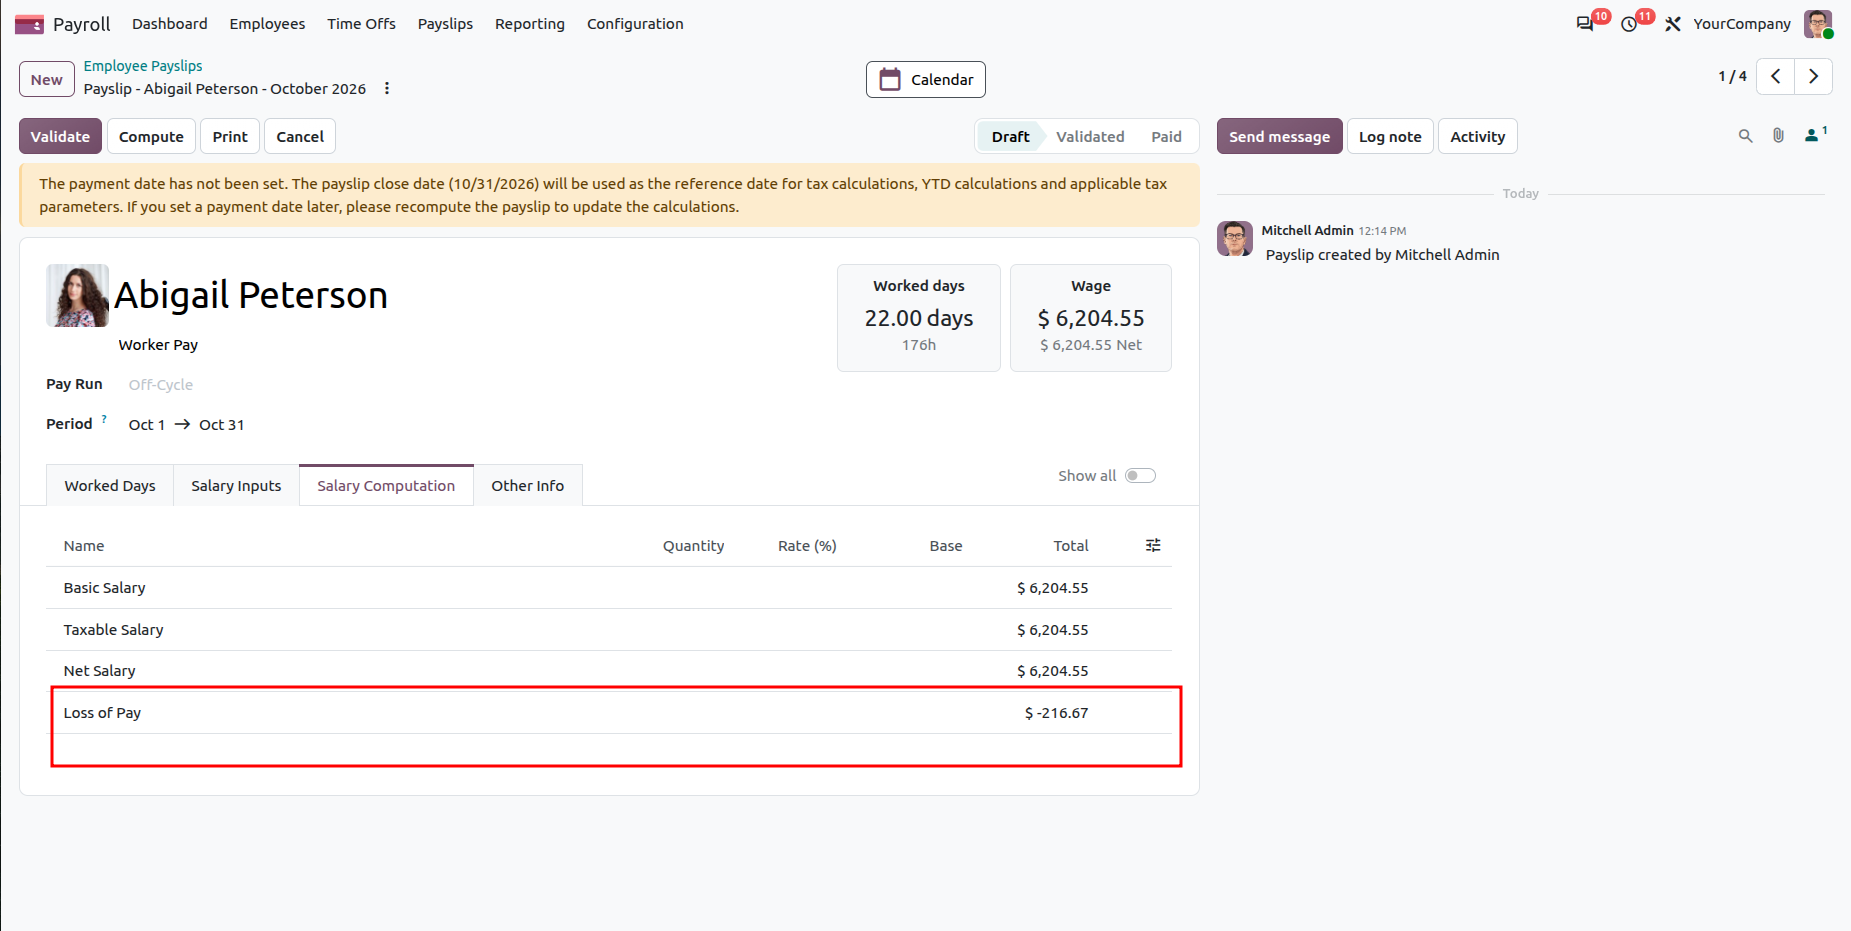 Payroll Dashboard Employees Time Offs Payslips Reporting Configuration 10 11 YourCompany
New
Employee Payslips
Payslip - Abigail Peterson - October 2026
Calendar
1 / 4
Validate Compute Print Cancel Draft Validated Paid
Send message Log note Activity 1
The payment date has not been set. The payslip close date (10/31/2026) will be used as the reference date for tax calculations, YTD calculations and applicable tax
parameters. If you set a payment date later, please recompute the payslip to update the calculations.
Today
Mitchell Admin 12:14 PM
Payslip created by Mitchell Admin
Abigail Peterson
Worker Pay
Worked days
22.00 days
176h
Wage
$ 6,204.55
$ 6,204.55 Net
Pay Run Off-Cycle
Period ? Oct 1 → Oct 31
Worked Days Salary Inputs Salary Computation Other Info Show all
Name Quantity Rate (%) Base Total
Basic Salary $ 6,204.55
Taxable Salary $ 6,204.55
Net Salary $ 6,204.55
Loss of Pay $ -216.67